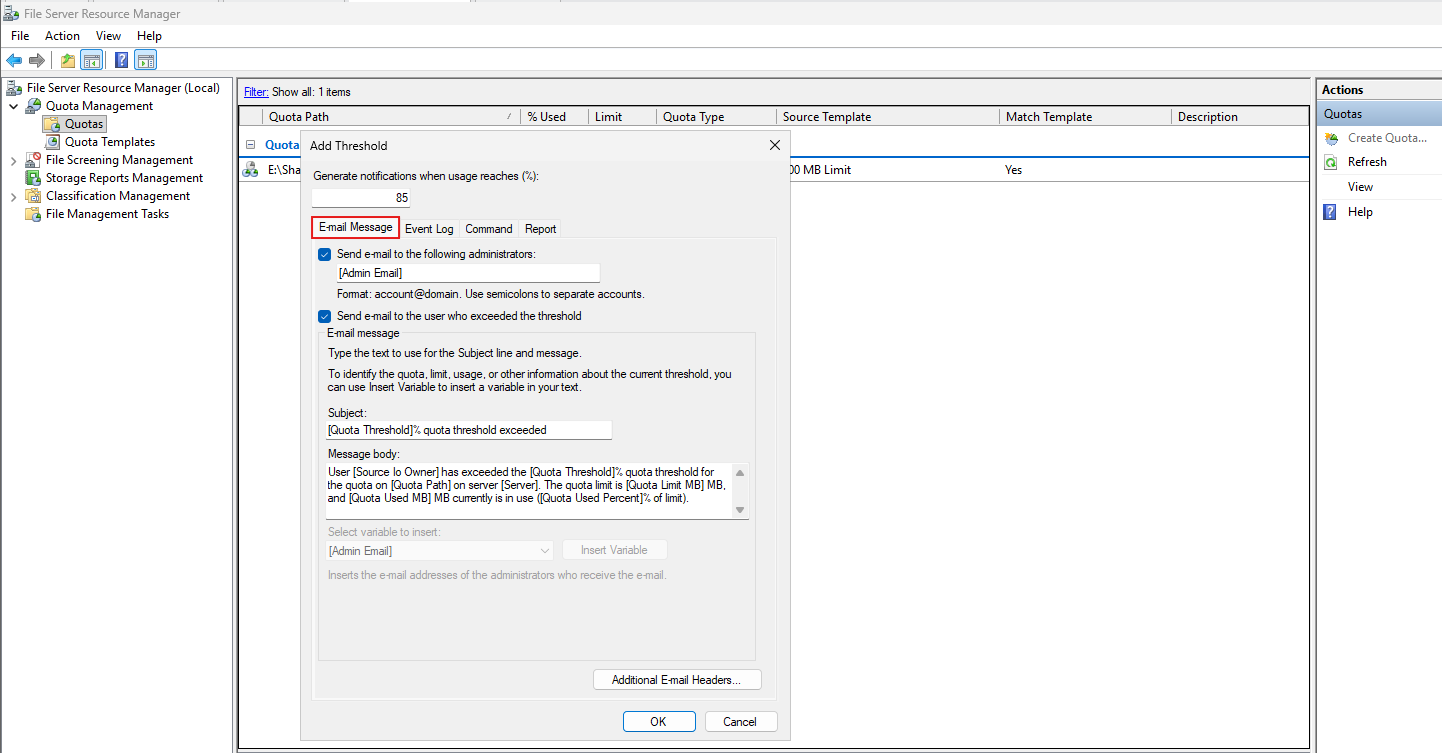 File Server Resource Manager
File Action View Help
File Server Resource Manager (Local)
Quota Management
Quotas
Quota Templates
File Screening Management
Storage Reports Management
Classification Management
File Management Tasks
Filter: Show all: 1 items
Quota Path % Used Limit Quota Type Source Template Match Template Description
Quota
E:\Sha 00 MB Limit Yes
Add Threshold
Generate notifications when usage reaches (%):
85
E-mail Message Event Log Command Report
Send e-mail to the following administrators:
[Admin Email]
Format: account@domain. Use semicolons to separate accounts.
Send e-mail to the user who exceeded the threshold
E-mail message
Type the text to use for the Subject line and message.
To identify the quota, limit, usage, or other information about the current threshold, you
can use Insert Variable to insert a variable in your text.
Subject:
[Quota Threshold]% quota threshold exceeded
Message body:
User [Source Io Owner] has exceeded the [Quota Threshold]% quota threshold for
the quota on [Quota Path] on server [Server]. The quota limit is [Quota Limit MB] MB,
and [Quota Used MB] MB currently is in use ([Quota Used Percent]% of limit).
Select variable to insert:
[Admin Email] Insert Variable
Inserts the e-mail addresses of the administrators who receive the e-mail.
Additional E-mail Headers...
OK Cancel
Actions
Quotas
Create Quota...
Refresh
View
Help